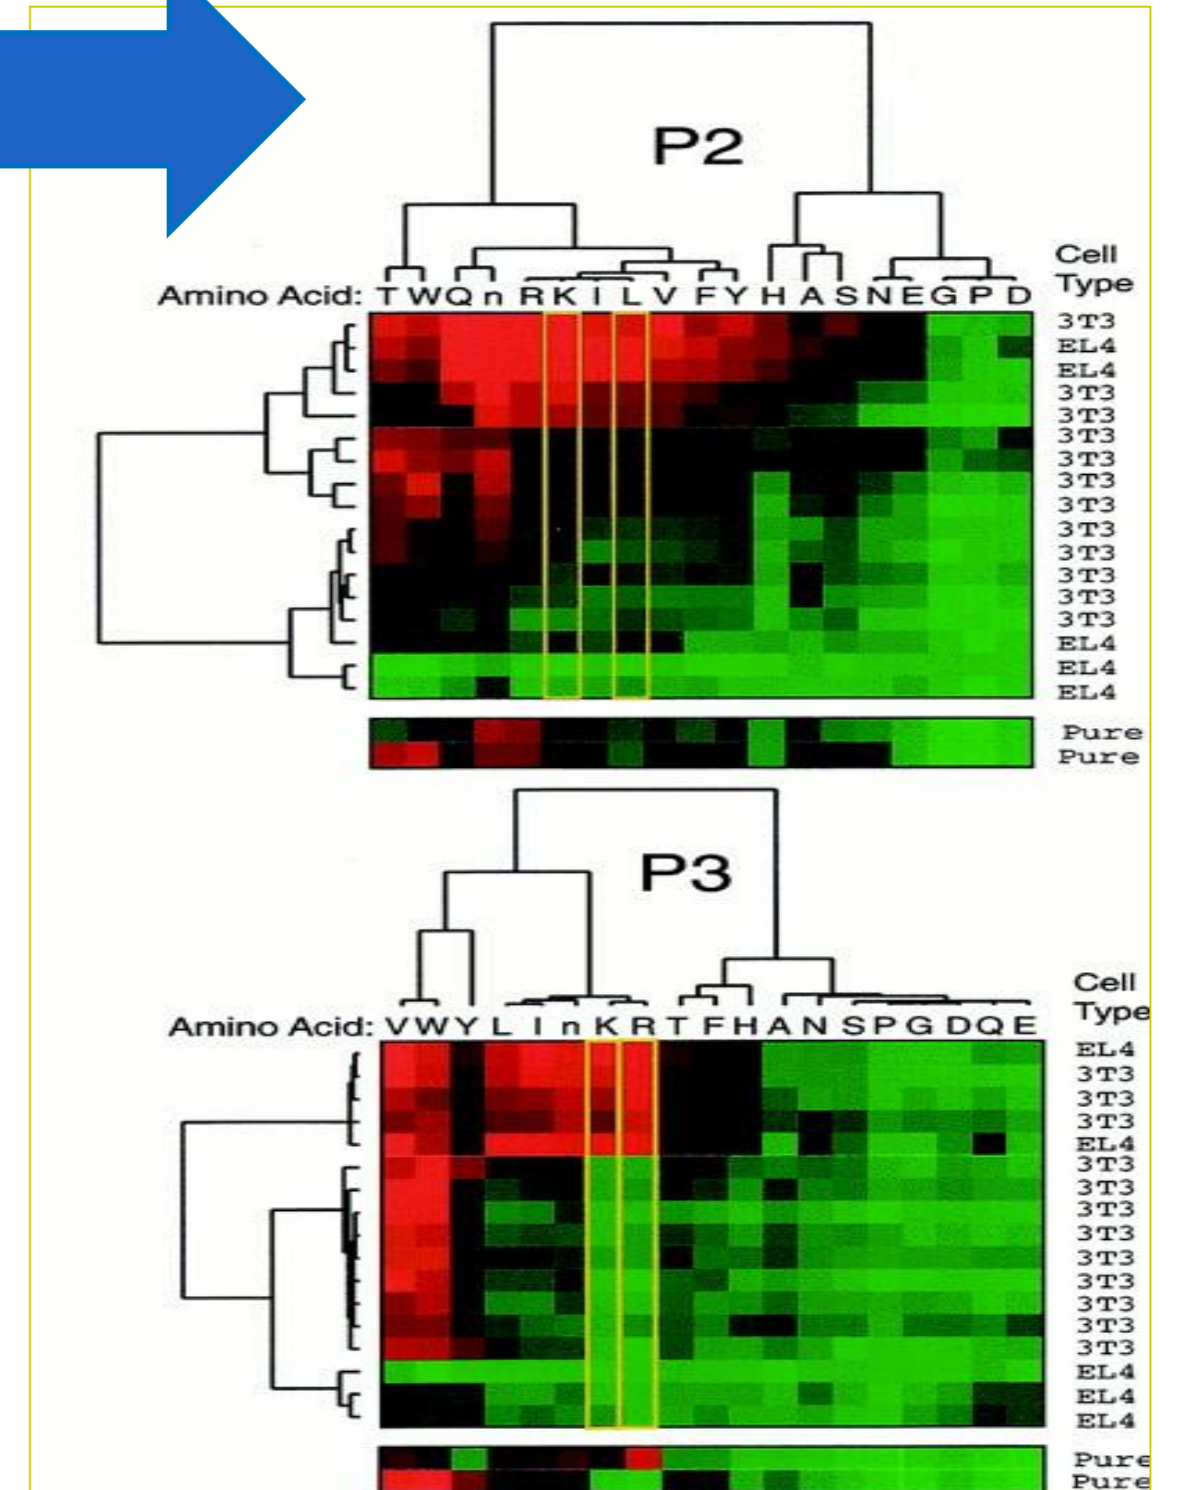 P2
Cell
Type
Amino Acid: T W Q n R K I L V F Y H A S N E G P D
3T3
EL4
EL4
3T3
3T3
3T3
3T3
3T3
3T3
3T3
3T3
3T3
3T3
3T3
EL4
EL4
EL4
Pure
Pure
P3
Cell
Type
Amino Acid: V W Y L I n K R T F H A N S P G D Q E
EL4
3T3
3T3
3T3
EL4
3T3
3T3
3T3
3T3
3T3
3T3
3T3
3T3
3T3
EL4
EL4
EL4
Pure
Pure